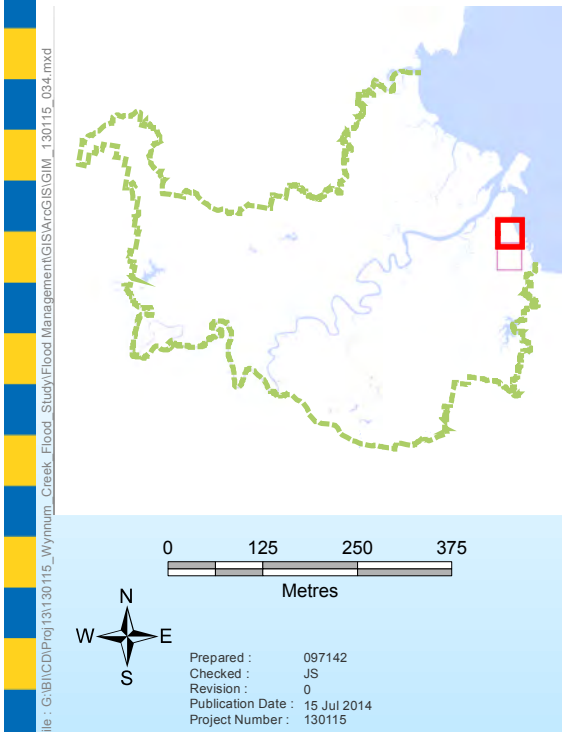 ile : G:\BI\CD\Proj13\130115_Wynnum_Creek_Flood_Study\Flood Management\GIS\ArcGIS\GIM_130115_034.mxd
0 125 250 375
Metres
N
W E
S
Prepared : 097142
Checked : JS
Revision : 0
Publication Date : 15 Jul 2014
Project Number : 130115